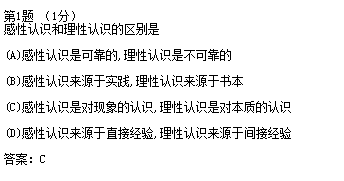 第1题 （1分）
感性认识和理性认识的区别是
(A)感性认识是可靠的,理性认识是不可靠的
(B)感性认识来源于实践,理性认识来源于书本
(C)感性认识是对现象的认识,理性认识是对本质的认识
(D)感性认识来源于直接经验,理性认识来源于间接经验
答案：C